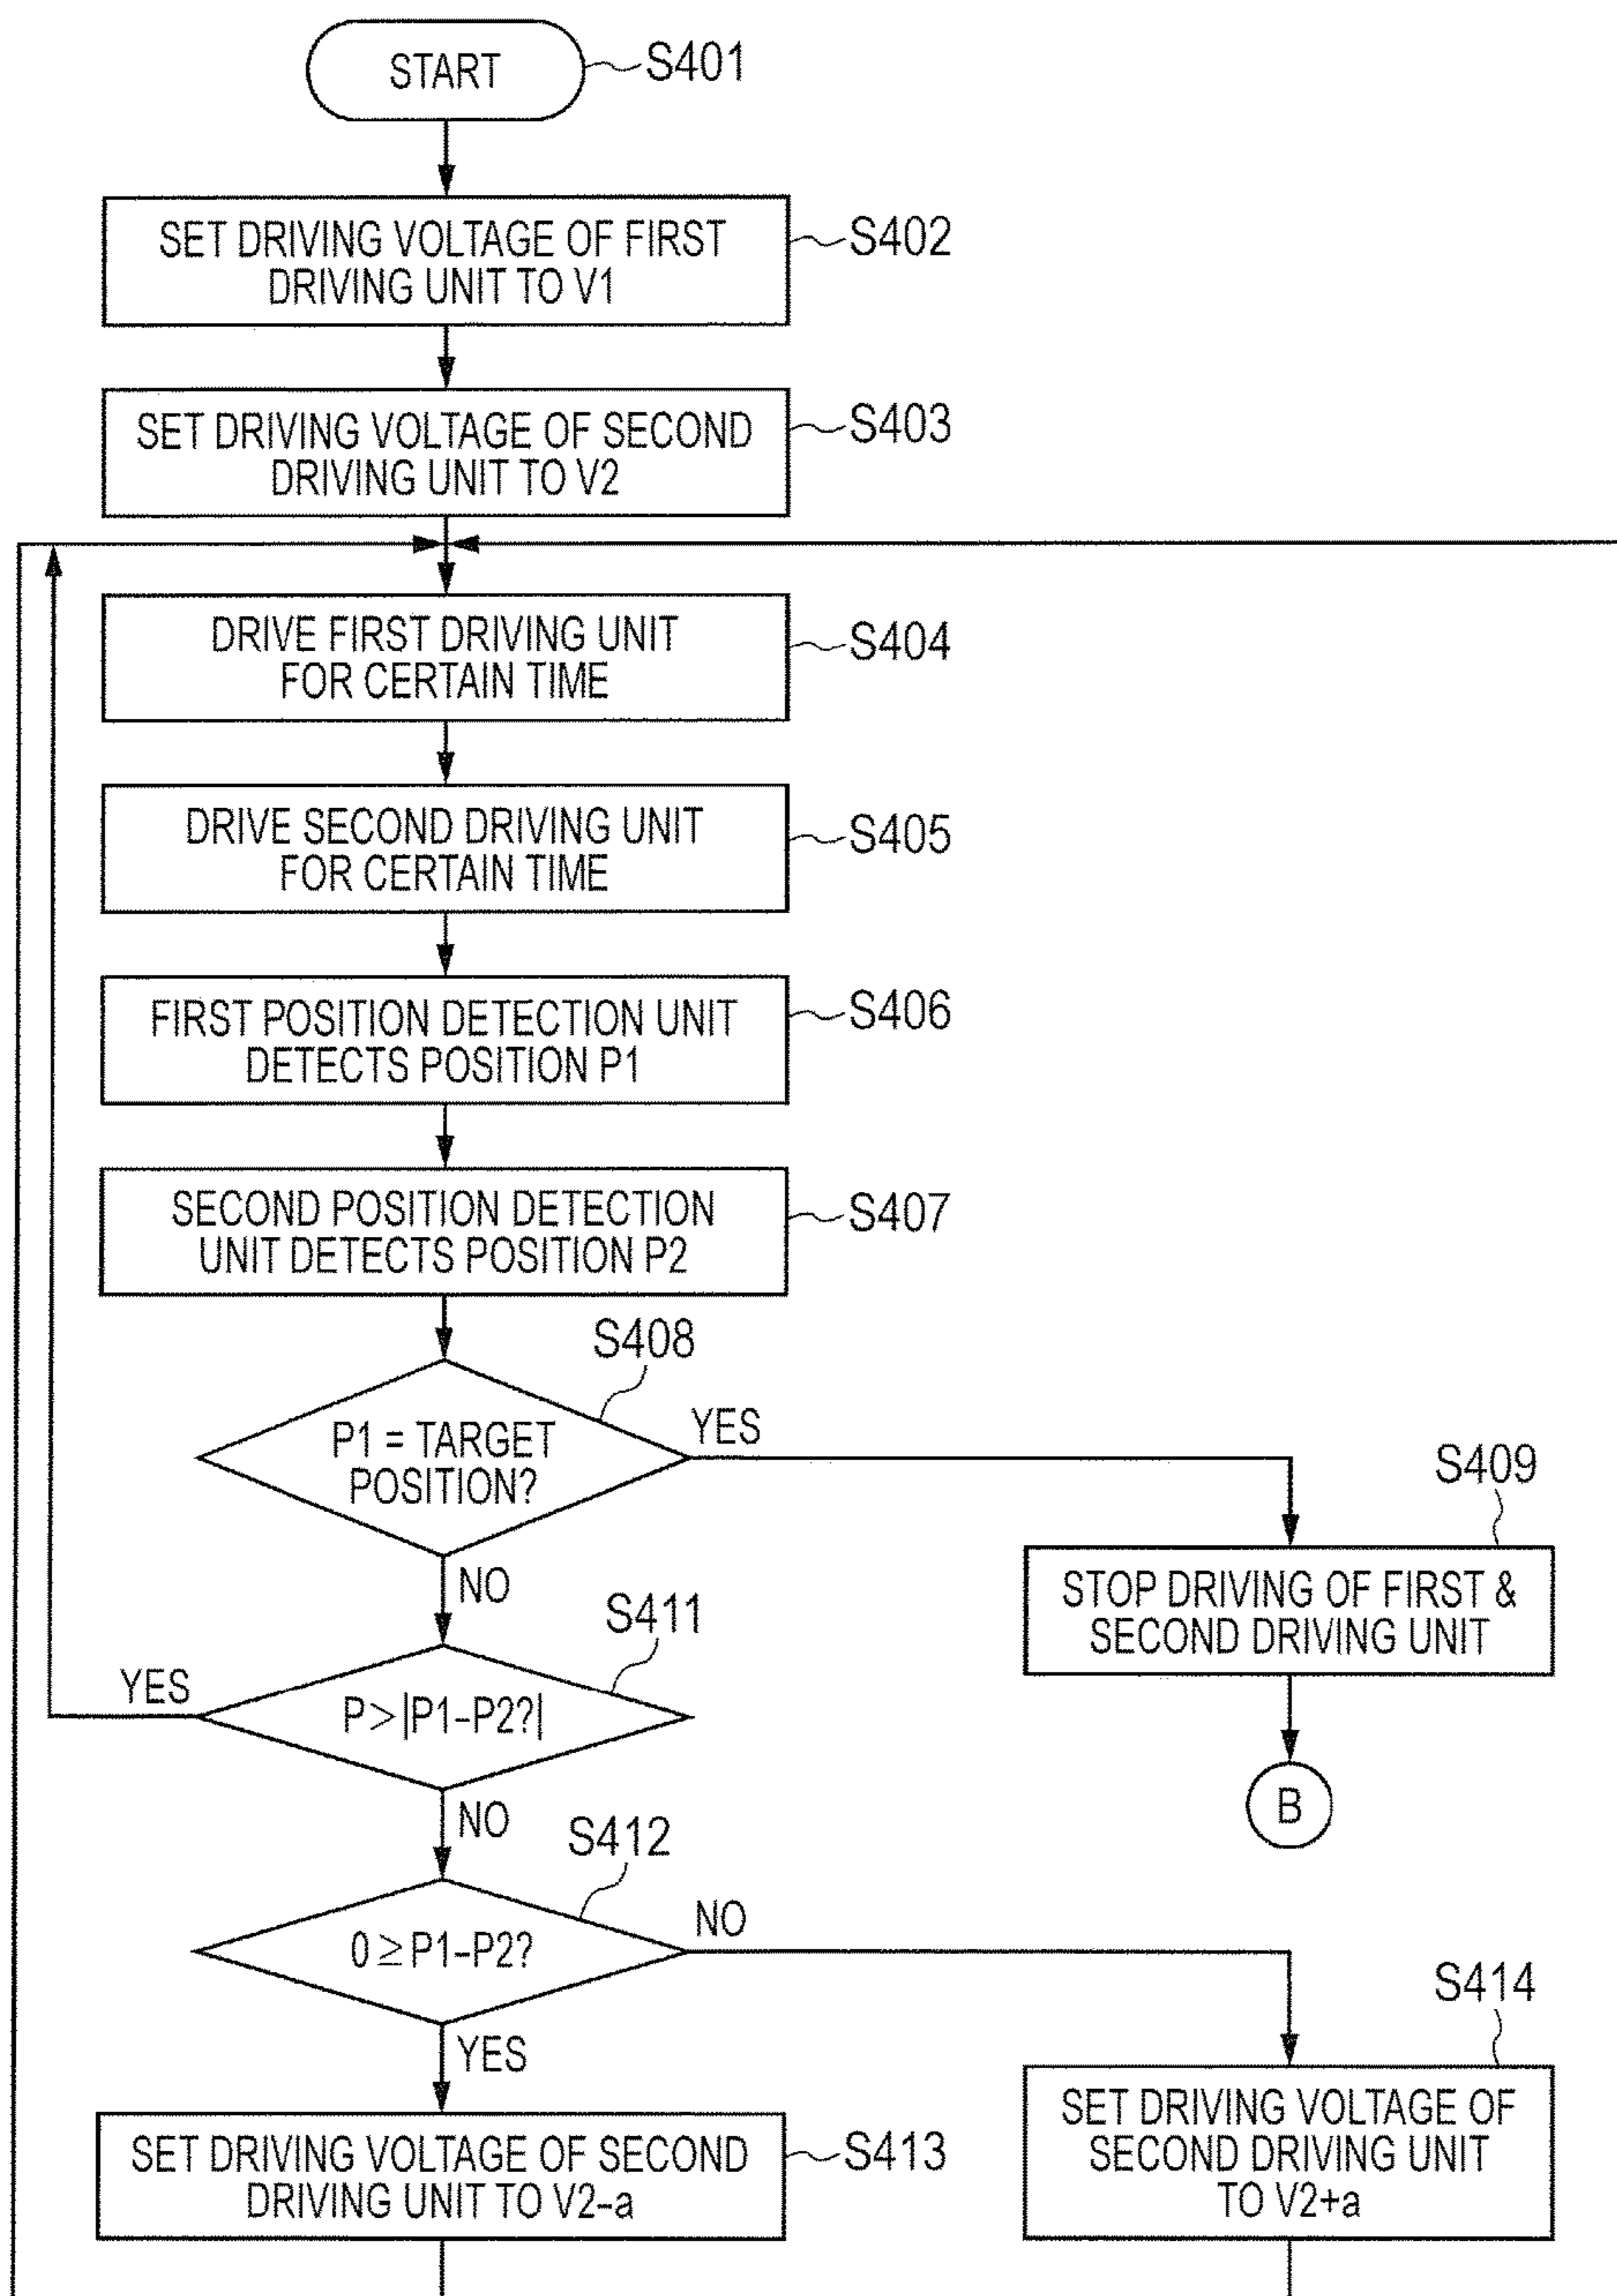 START
S401
SET DRIVING VOLTAGE OF FIRST
DRIVING UNIT TO V1
S402
SET DRIVING VOLTAGE OF SECOND
DRIVING UNIT TO V2
S403
DRIVE FIRST DRIVING UNIT
FOR CERTAIN TIME
S404
DRIVE SECOND DRIVING UNIT
FOR CERTAIN TIME
S405
FIRST POSITION DETECTION UNIT
DETECTS POSITION P1
S406
SECOND POSITION DETECTION
UNIT DETECTS POSITION P2
S407
S408
P1 = TARGET
POSITION?
YES
NO
S409
STOP DRIVING OF FIRST &
SECOND DRIVING UNIT
B
S411
P>|P1-P2?|
YES
NO
S412
0≥P1-P2?
NO
YES
S413
SET DRIVING VOLTAGE OF SECOND
DRIVING UNIT TO V2-a
S414
SET DRIVING VOLTAGE OF
SECOND DRIVING UNIT
TO V2+a